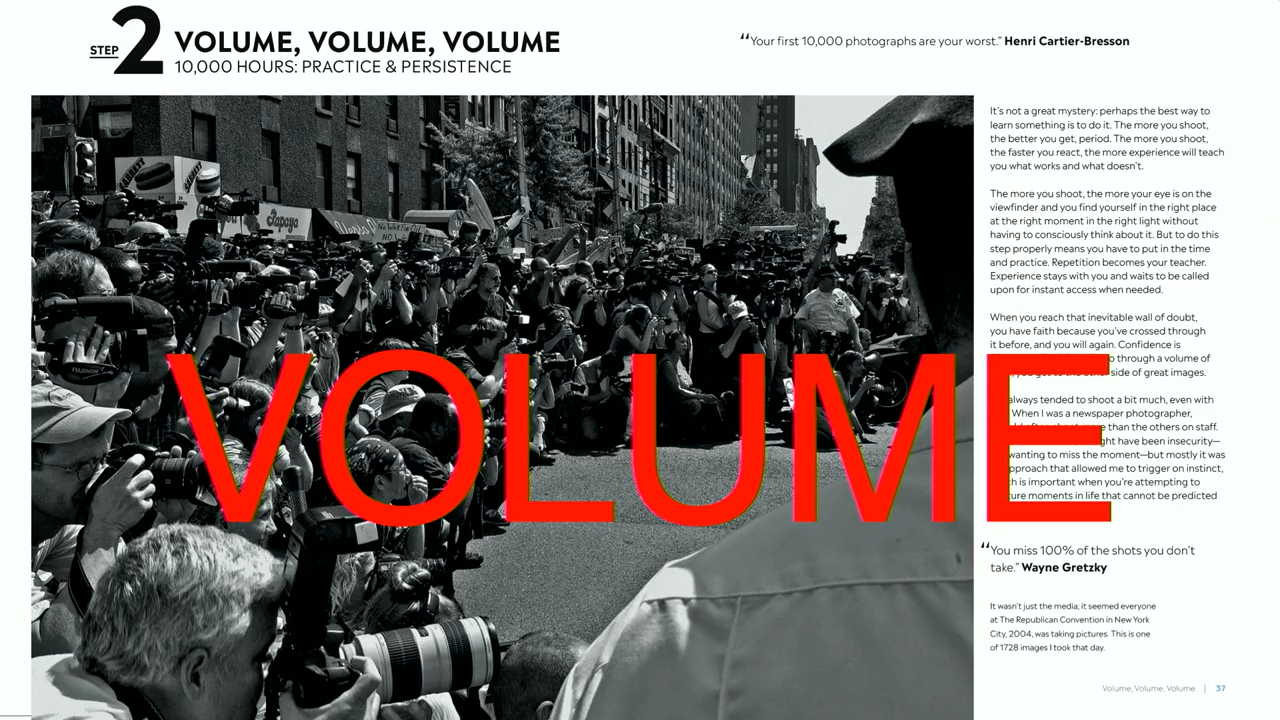 STEP 2 VOLUME, VOLUME, VOLUME
10,000 HOURS: PRACTICE & PERSISTENCE
“Your first 10,000 photographs are your worst.” Henri Cartier-Bresson
It’s not a great mystery: perhaps the best way to
learn something is to do it. The more you shoot,
the better you get, period. The more you shoot,
the faster you react, the more experience will teach
you what works and what doesn’t.
The more you shoot, the more your eye is on the
viewfinder and you find yourself in the right place
at the right moment in the right light without
having to consciously think about it. But to do this
step properly means you have to put in the time
and practice. Repetition becomes your teacher.
Experience stays with you and waits to be called
upon for instant access when needed.
When you reach that inevitable wall of doubt,
you have faith because you’ve crossed through
it before, and you will again. Confidence is
through a volume of
side of great images.
always tended to shoot a bit much, even with
When I was a newspaper photographer,
than the others on staff.
have been insecurity—
wanting to miss the moment—but mostly it was
that allowed me to trigger on instinct,
is important when you’re attempting to
moments in life that cannot be predicted
VOLUME
“You miss 100% of the shots you don’t
take.” Wayne Gretzky
It wasn’t just the media; it seemed everyone
at The Republican Convention in New York
City, 2004, was taking pictures. This is one
of 1728 images I took that day.
Volume, Volume, Volume | 37
Papaya
FUJINON